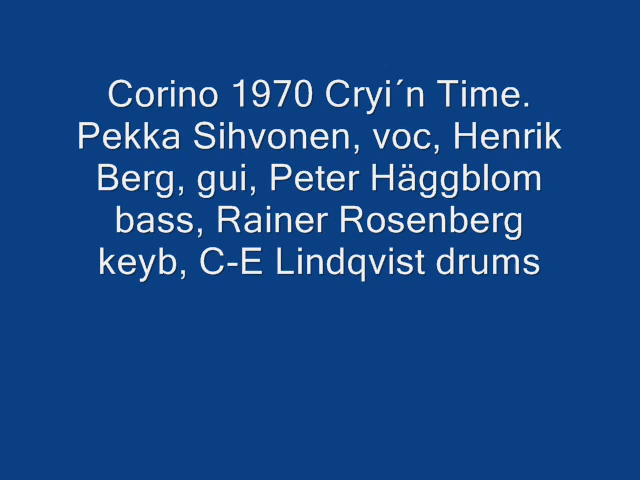 Corino 1970 Cryi´n Time.
Pekka Sihvonen, voc, Henrik
Berg, gui, Peter Häggblom
bass, Rainer Rosenberg
keyb, C-E Lindqvist drums